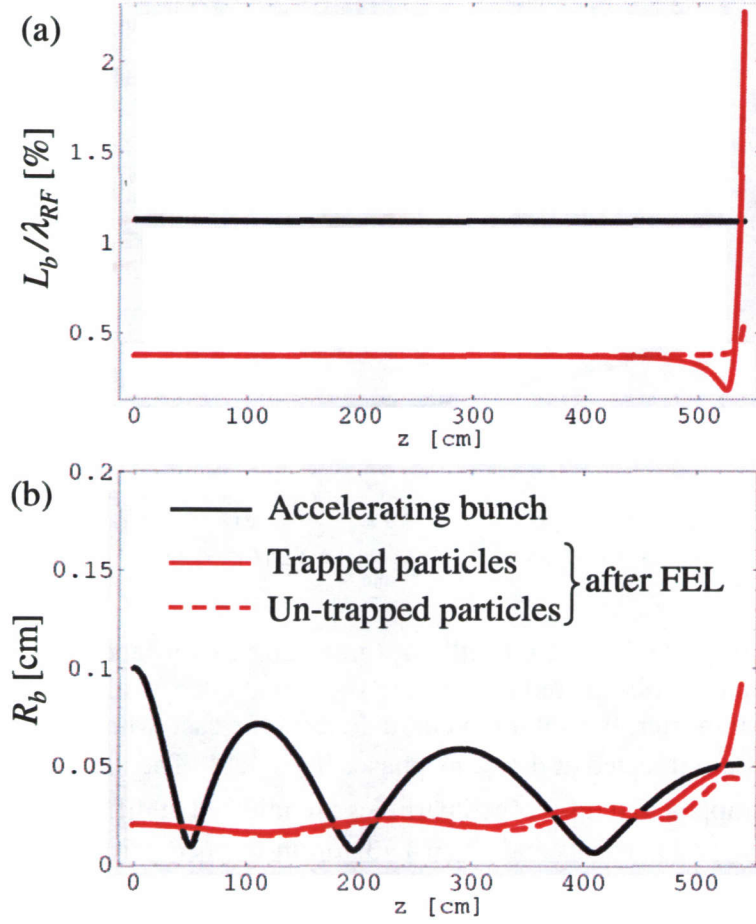 (a)
L_b/λ_RF [%]
2
1.5
1
0.5
0 100 200 300 400 500
z [cm]
(b)
R_b [cm]
0.2
0.15
0.1
0.05
0
Accelerating bunch
Trapped particles
Un-trapped particles
after FEL
0 100 200 300 400 500
z [cm]